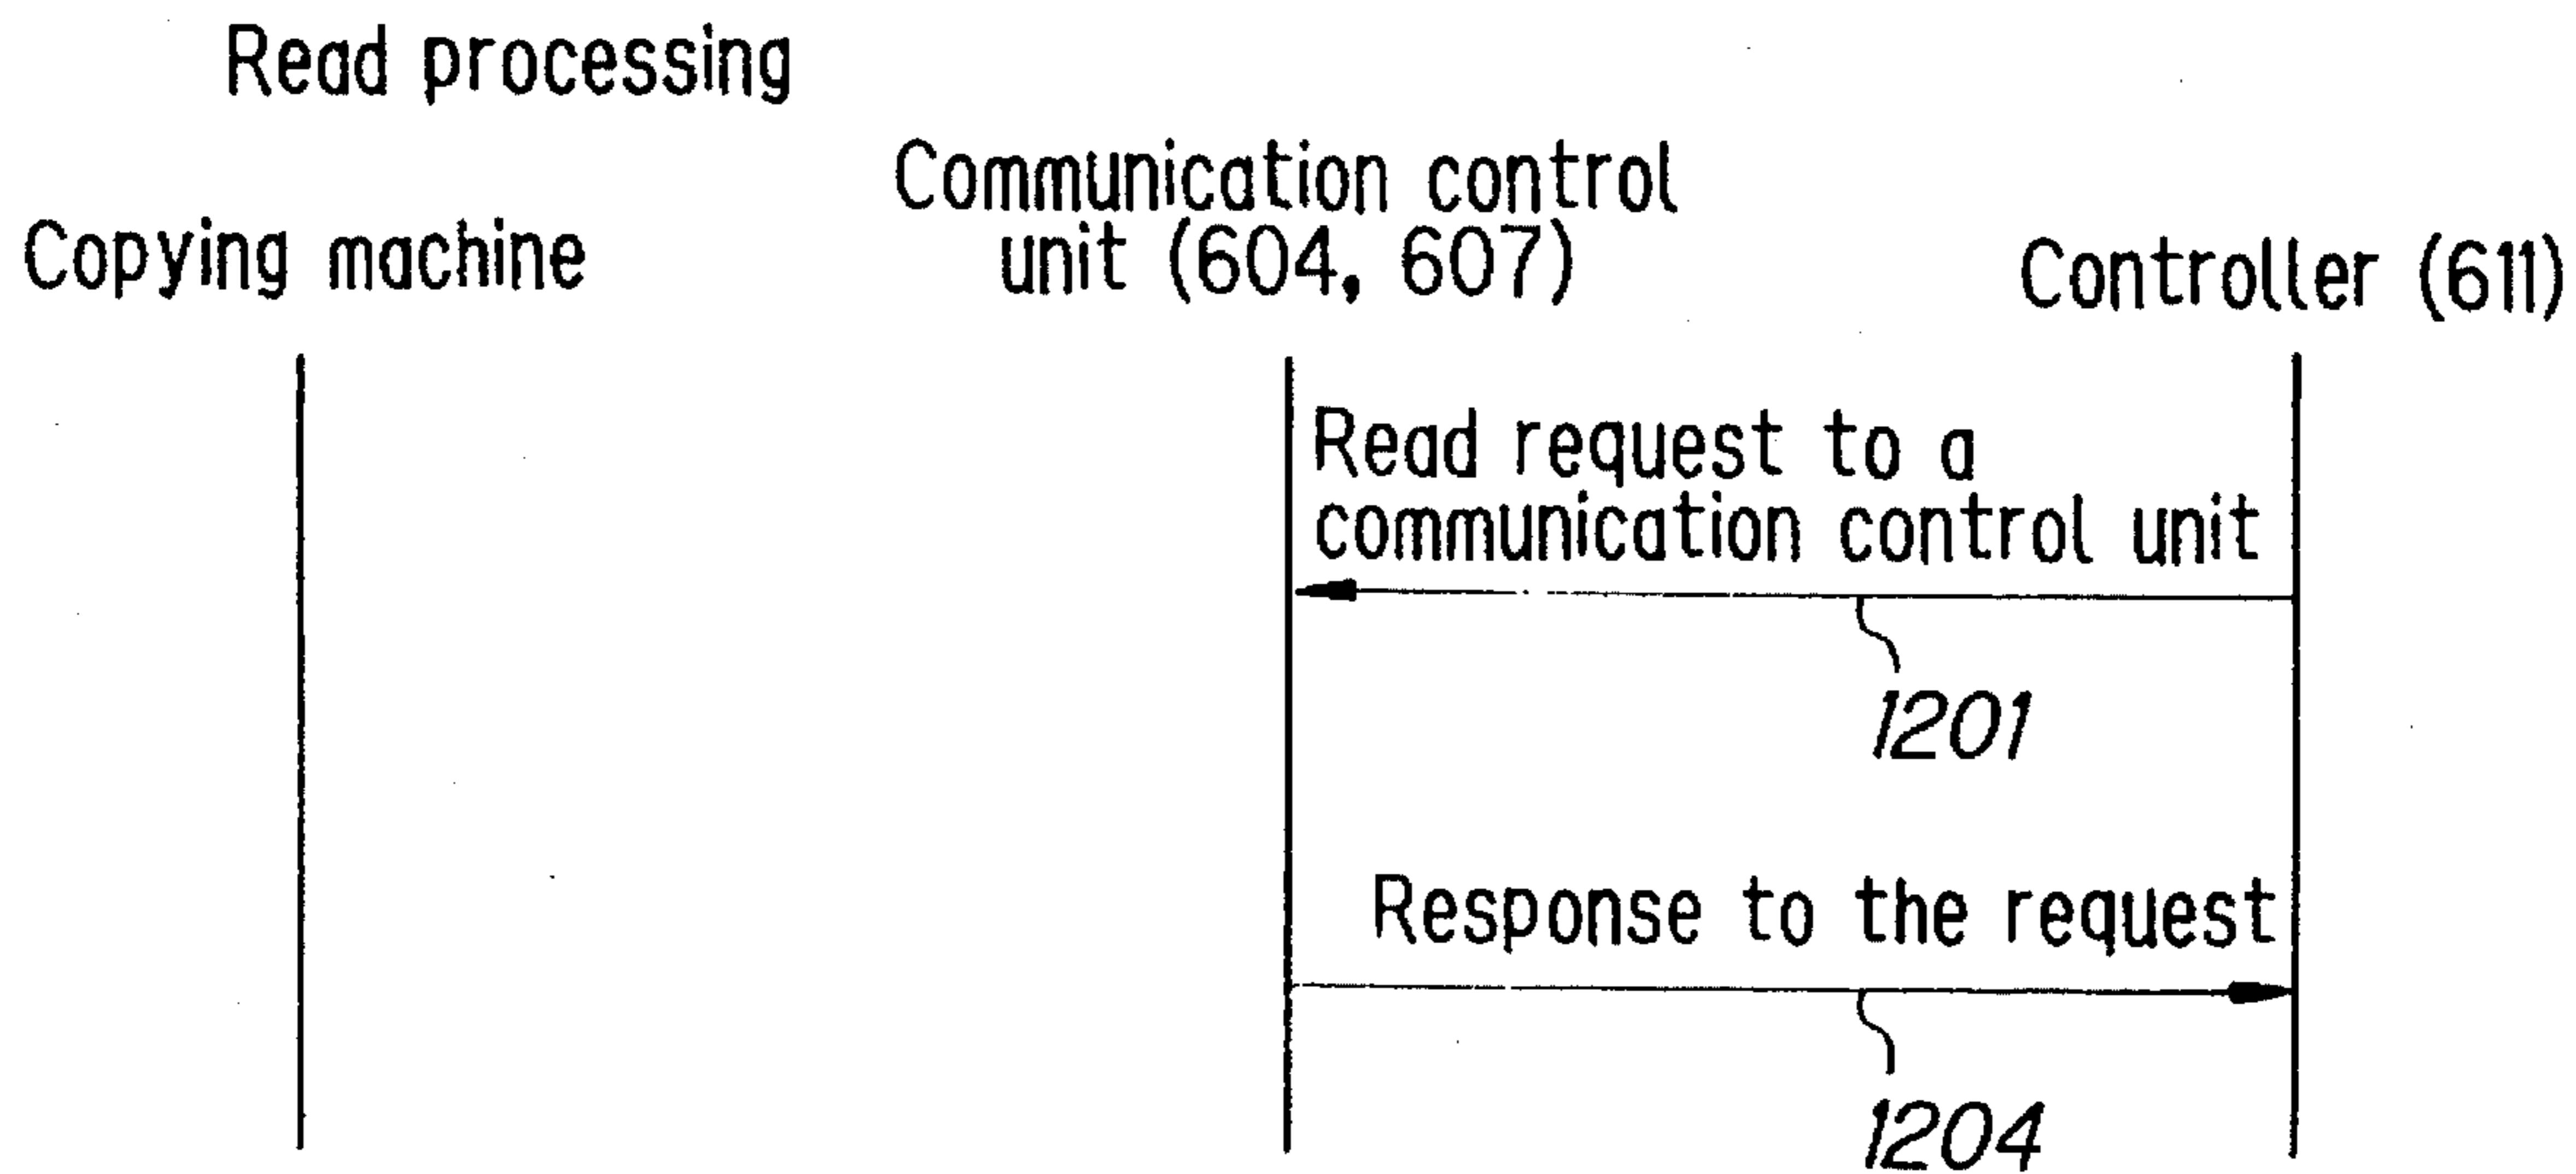 Read processing
Communication control
unit (604, 607)
Copying machine
Controller (611)
Read request to a
communication control unit
1201
Response to the request
1204